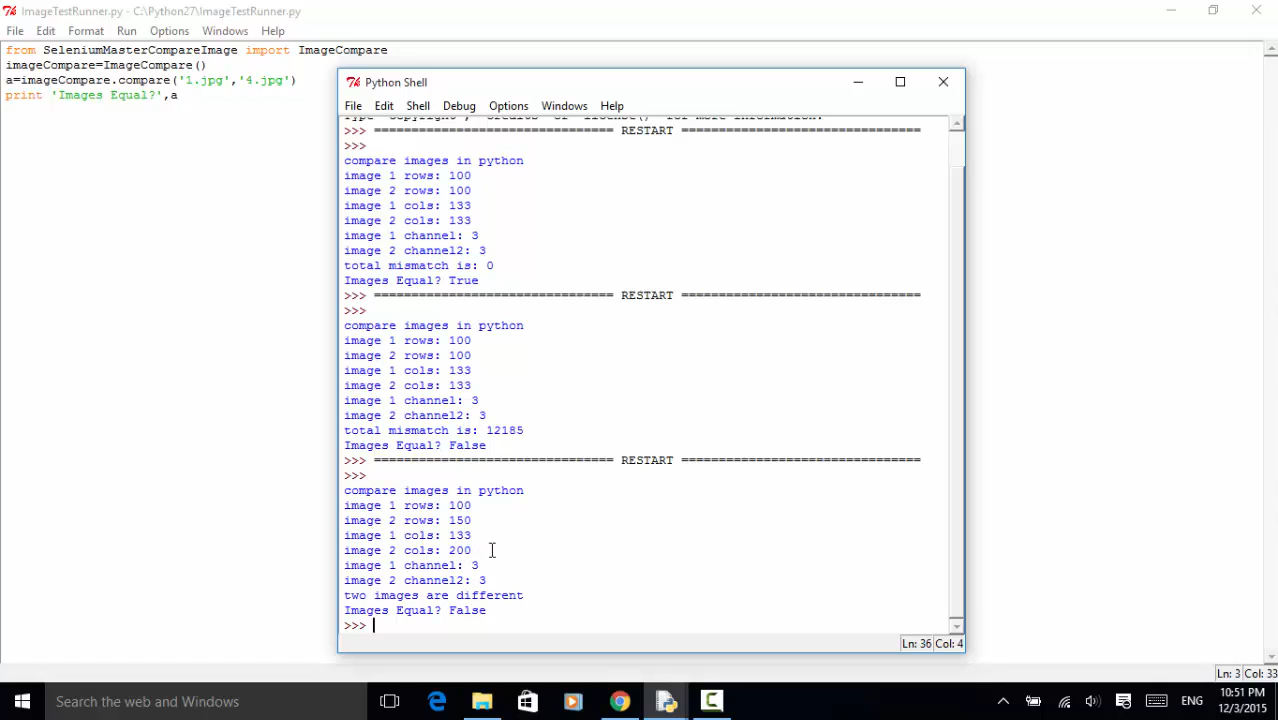 ImageTestRunner.py - C:\Python27\ImageTestRunner.py
File Edit Format Run Options Windows Help
from SeleniumMasterCompareImage import ImageCompare
imageCompare=ImageCompare()
a=imageCompare.compare('1.jpg','4.jpg')
print 'Images Equal?',a
Python Shell
File Edit Shell Debug Options Windows Help
Type "copyright", "credits" or "license()" for more information.
>>> ================================ RESTART ================================
>>>
compare images in python
image 1 rows: 100
image 2 rows: 100
image 1 cols: 133
image 2 cols: 133
image 1 channel: 3
image 2 channel2: 3
total mismatch is: 0
Images Equal? True
>>> ================================ RESTART ================================
>>>
compare images in python
image 1 rows: 100
image 2 rows: 100
image 1 cols: 133
image 2 cols: 133
image 1 channel: 3
image 2 channel2: 3
total mismatch is: 12185
Images Equal? False
>>> ================================ RESTART ================================
>>>
compare images in python
image 1 rows: 100
image 2 rows: 150
image 1 cols: 133
image 2 cols: 200
image 1 channel: 3
image 2 channel2: 3
two images are different
Images Equal? False
>>>
Ln: 36 Col: 4
Ln: 3 Col: 33
Search the web and Windows
ENG
10:51 PM
12/3/2015